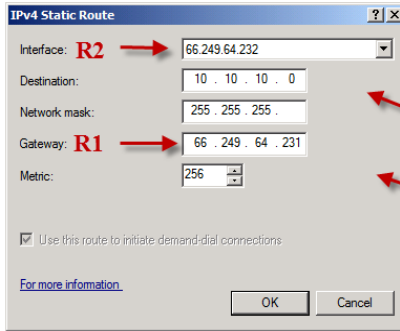 IPv4 Static Route
Interface: R2 66.249.64.232
Destination: 10 . 10 . 10 . 0
Network mask: 255 . 255 . 255 .
Gateway: R1 66 . 249 . 64 . 231
Metric: 256
Use this route to initiate demand-dial connections
For more information
OK Cancel